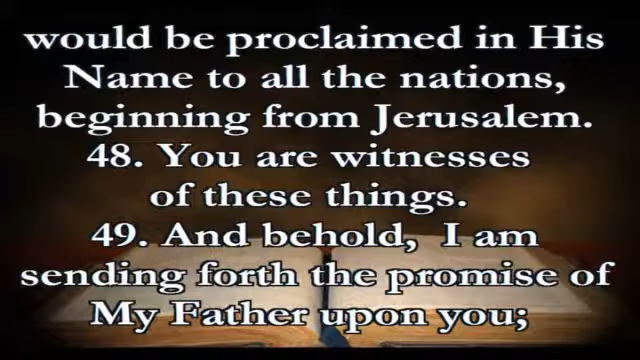 would be proclaimed in His
Name to all the nations,
beginning from Jerusalem.
48. You are witnesses
of these things.
49. And behold, I am
sending forth the promise of
My Father upon you;